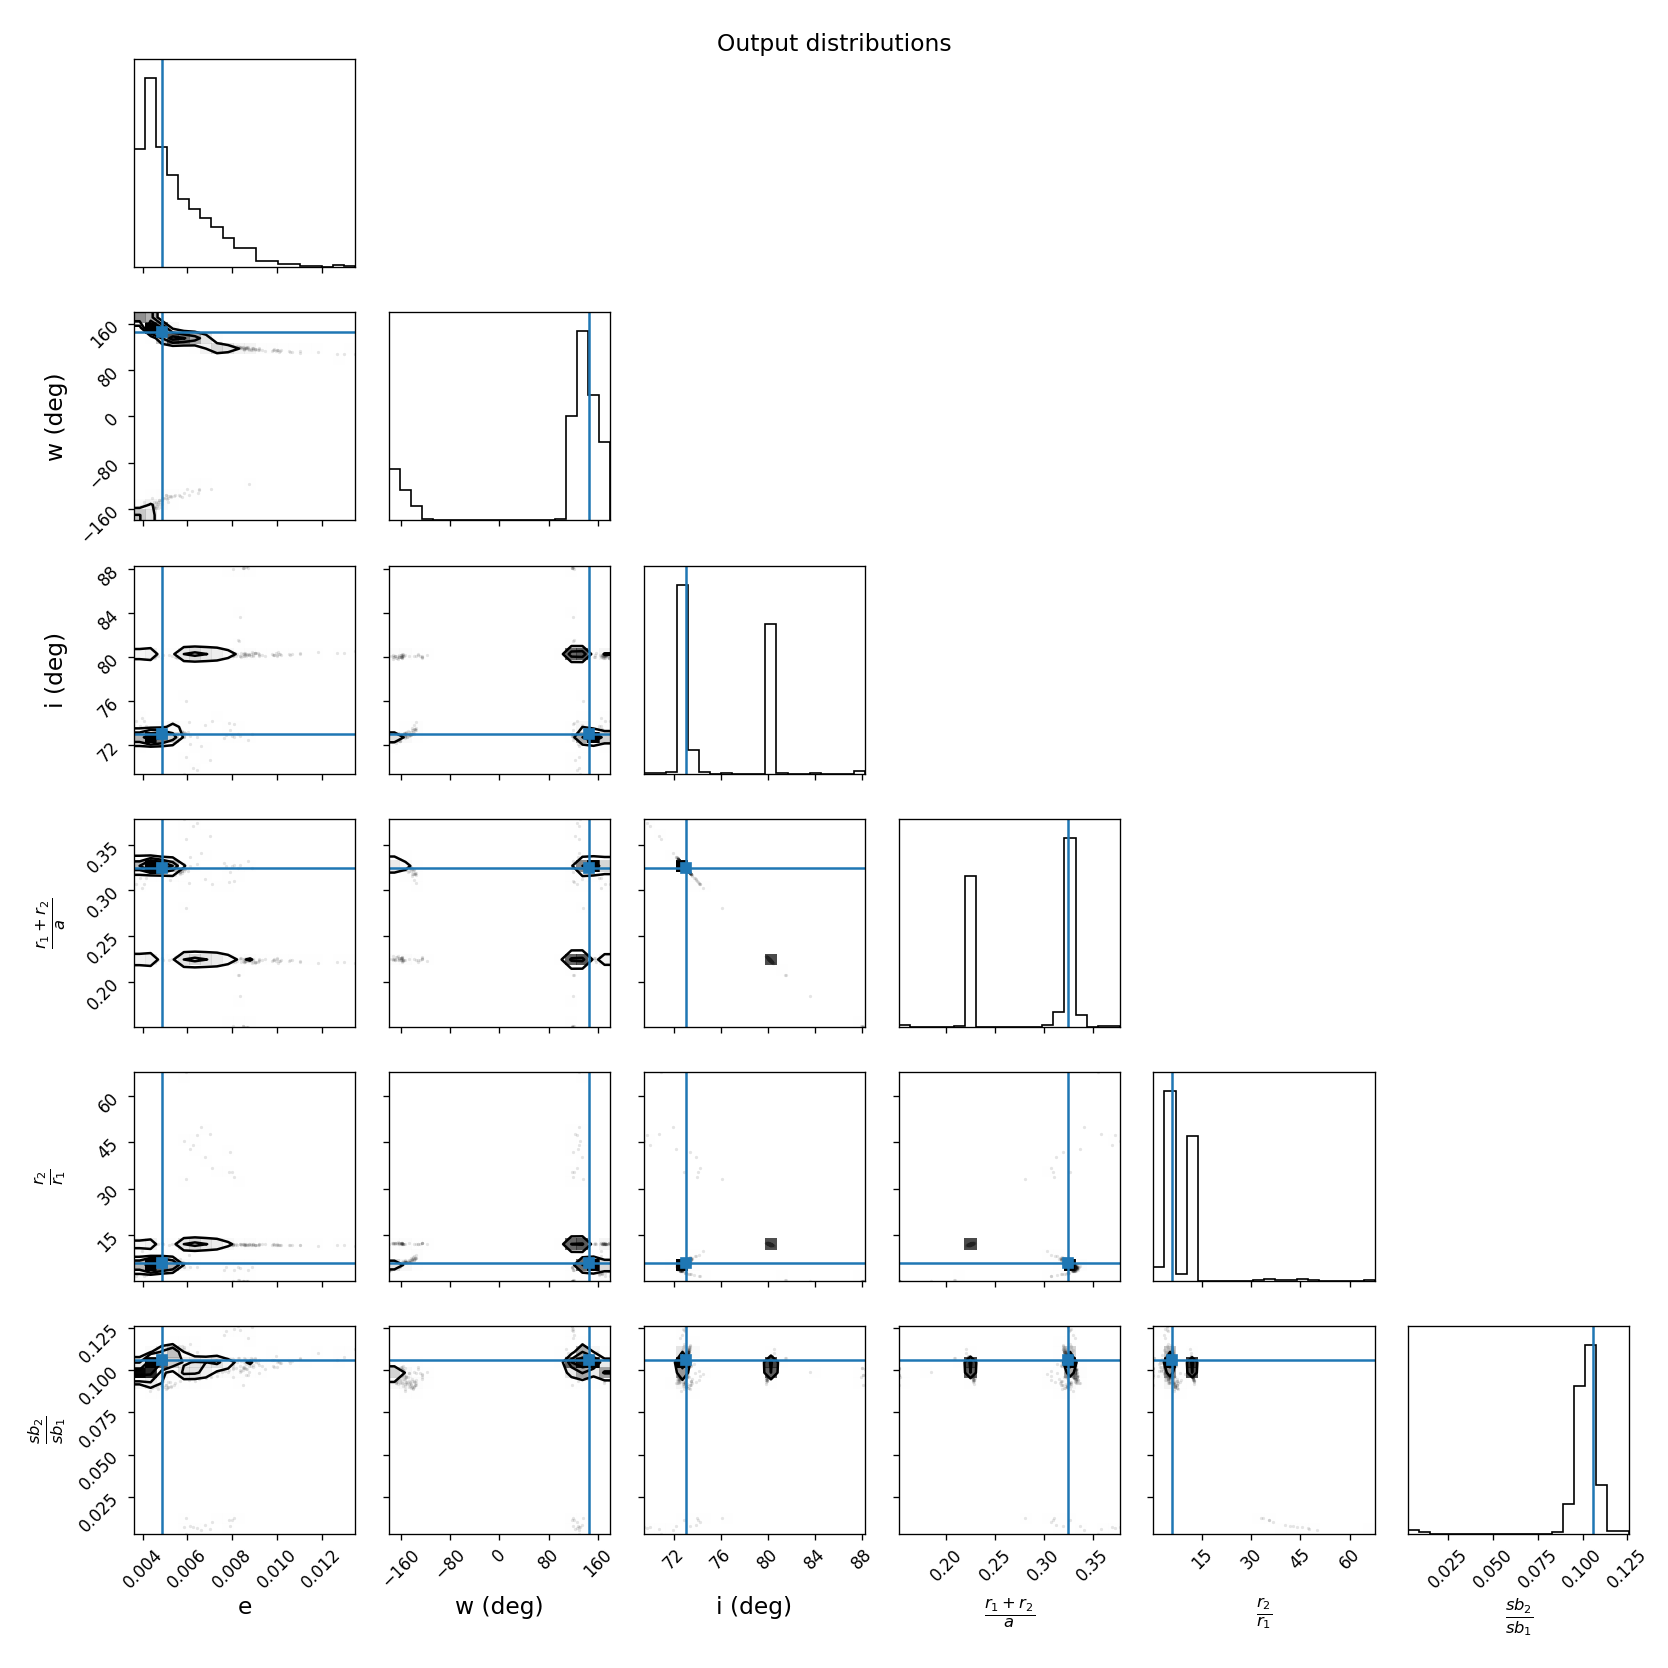 Output distributions
w (deg)
160
80
0
−80
−160
i (deg)
88
84
80
76
72
r₁ + r₂
a
0.35
0.30
0.25
0.20
r₂
r₁
60
45
30
15
sb₂
sb₁
0.125
0.100
0.075
0.050
0.025
0.004 0.006 0.008 0.010 0.012
−160 −80 0 80 160
72 76 80 84 88
0.20 0.25 0.30 0.35
15 30 45 60
0.025 0.050 0.075 0.100 0.125
e
w (deg)
i (deg)
r₁ + r₂
a
r₂
r₁
sb₂
sb₁